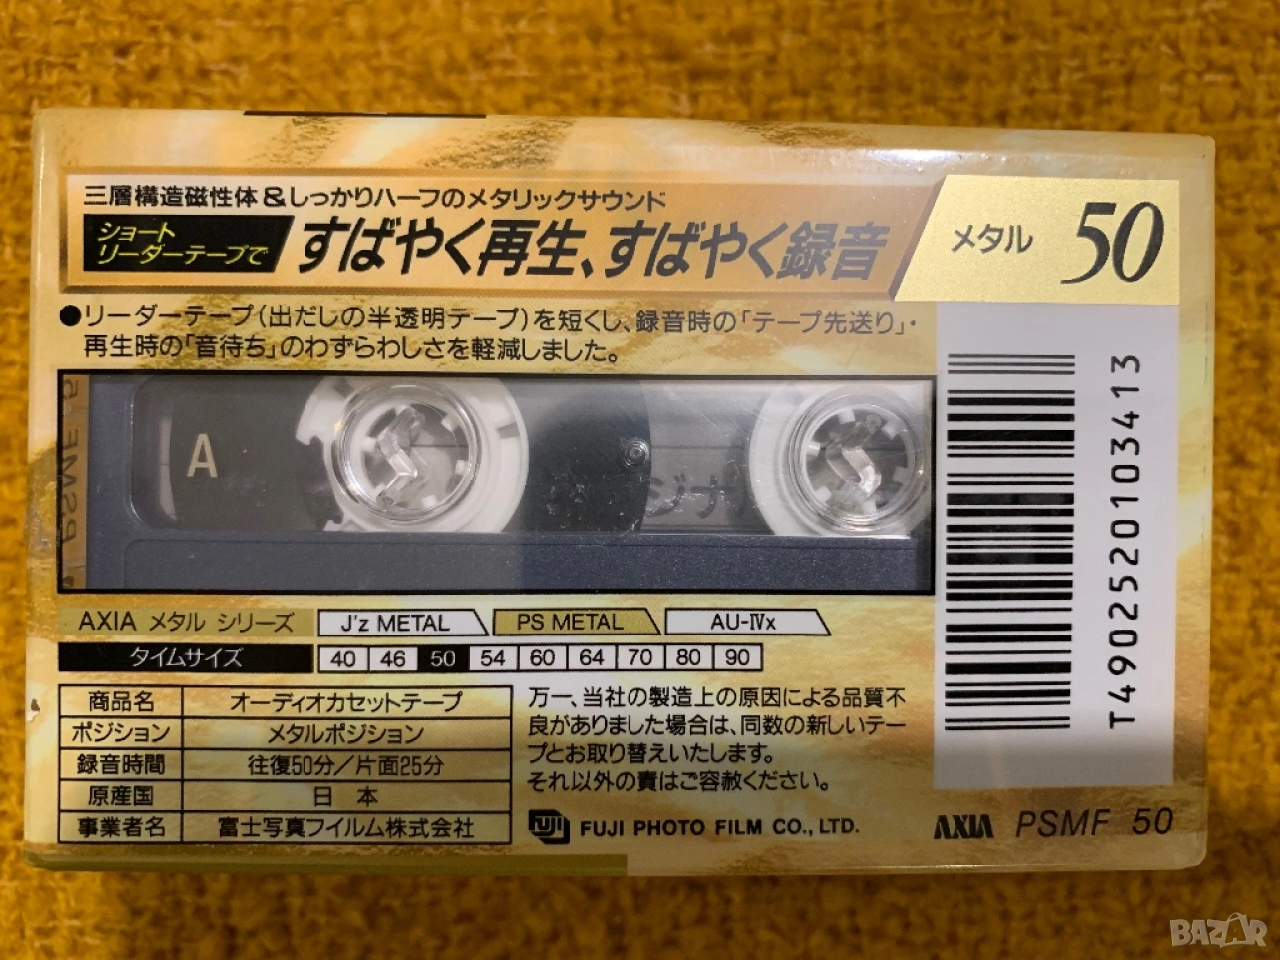 三層構造磁性体&しっかりハーフのメタリックサウンド
ショート
リーダーテープで
すばやく再生、すばやく録音
メタル 50
●リーダーテープ(出だしの半透明テープ)を短くし、録音時の「テープ先送り」・
再生時の「音待ち」のわずらわしさを軽減しました。
A
ジナ
T4902520103413
AXIA メタル シリーズ J'z METAL PS METAL AU-IVx
タイムサイズ 40 46 50 54 60 64 70 80 90
商品名 オーディオカセットテープ
ポジション メタルポジション
録音時間 往復50分/片面25分
原産国 日本
事業者名 富士写真フイルム株式会社
万一、当社の製造上の原因による品質不
良がありました場合は、同数の新しいテー
プとお取り替えいたします。
それ以外の責はご容赦ください。
FUJI FUJI PHOTO FILM CO., LTD.
AXIA PSMF 50
BAZAR